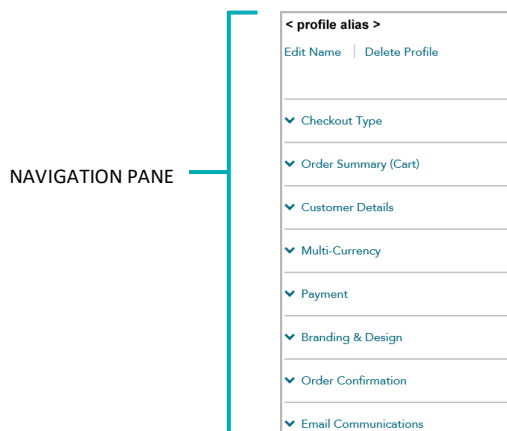 < profile alias >
Edit Name | Delete Profile
Checkout Type
Order Summary (Cart)
NAVIGATION PANE
Customer Details
Multi-Currency
Payment
Branding & Design
Order Confirmation
Email Communications